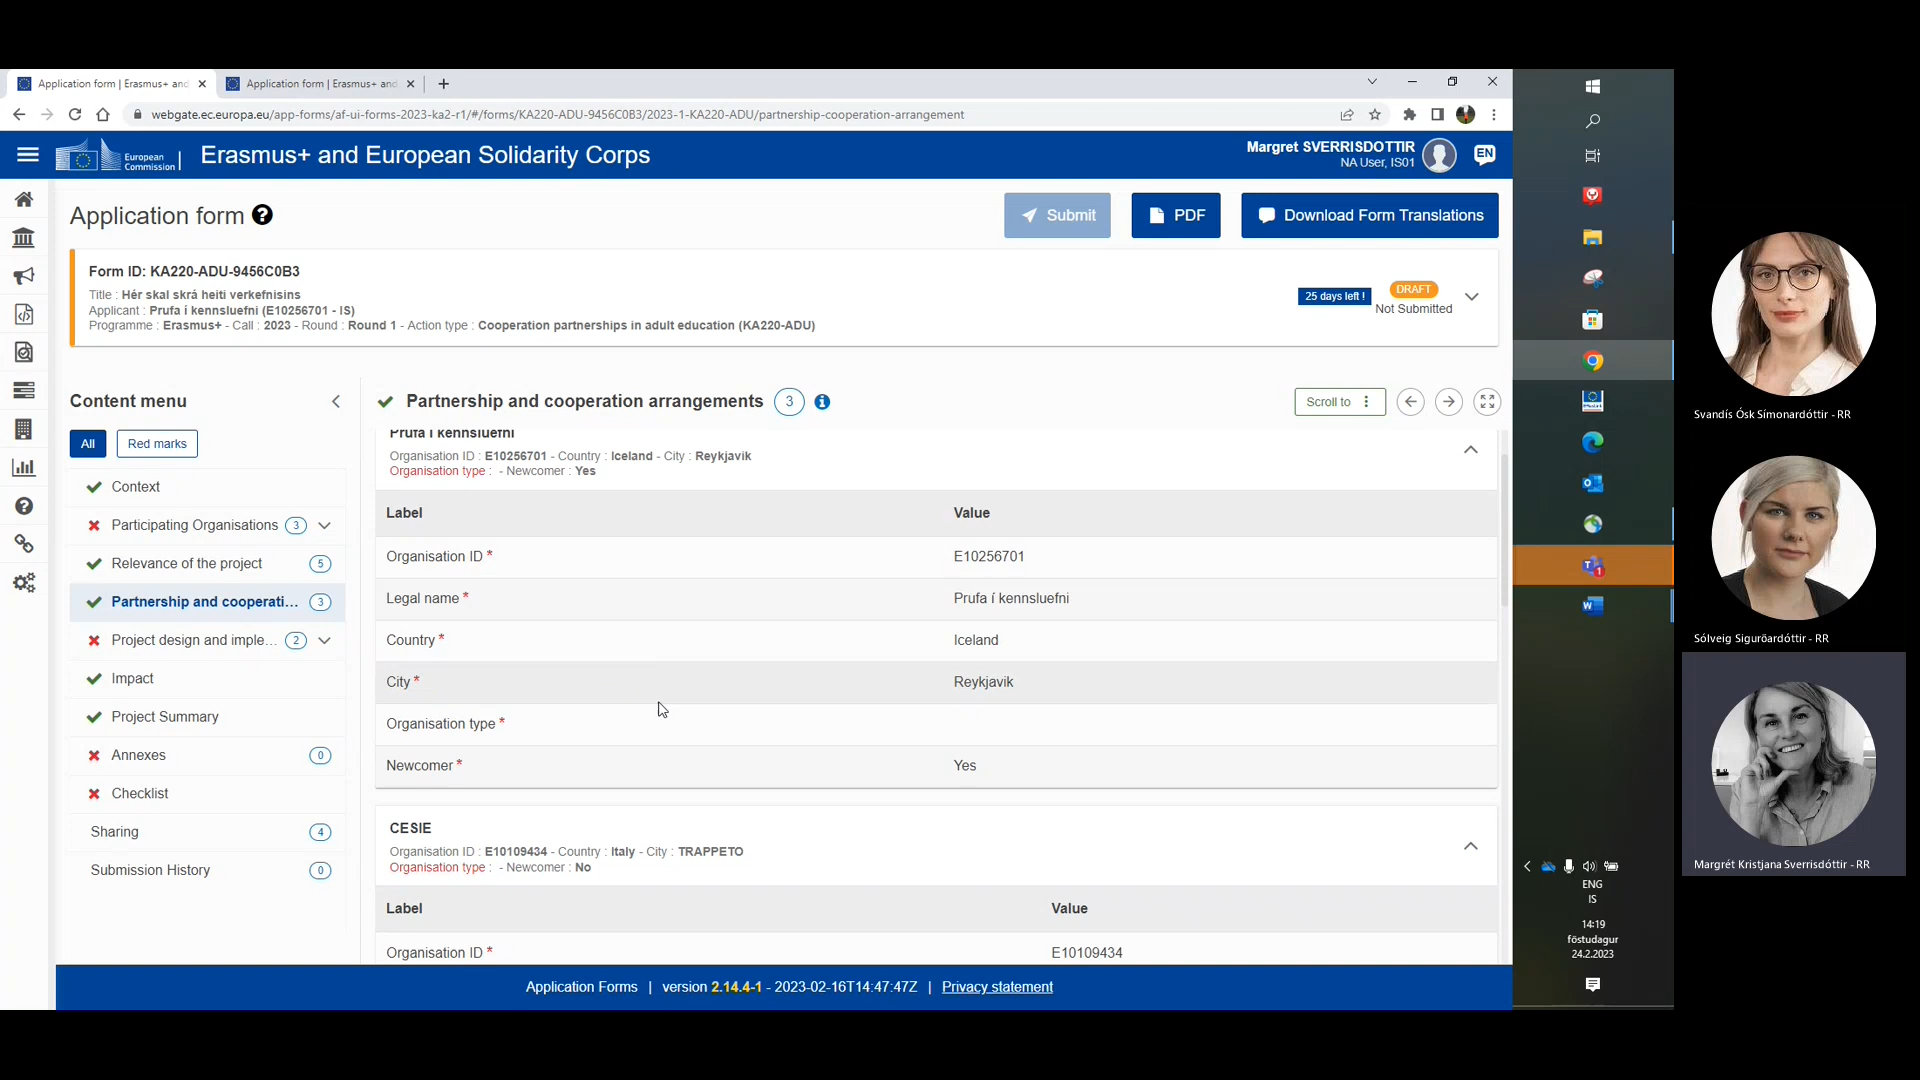 Application form | Erasmus+ and
Application form | Erasmus+ and
webgate.ec.europa.eu/app-forms/af-ui-forms-2023-ka2-r1/#/forms/KA220-ADU-9456C0B3/2023-1-KA220-ADU/partnership-cooperation-arrangement
European
Commission
Erasmus+ and European Solidarity Corps
Margret SVERRISDOTTIR
NA User, IS01
EN
Application form
Submit
PDF
Download Form Translations
Form ID: KA220-ADU-9456C0B3
Title : Hér skal skrá heiti verkefnisins
Applicant : Prufa í kennsluefni (E10256701 - IS)
Programme : Erasmus+ - Call : 2023 - Round : Round 1 - Action type : Cooperation partnerships in adult education (KA220-ADU)
25 days left !
DRAFT
Not Submitted
Content menu
All
Red marks
Context
Participating Organisations 3
Relevance of the project 5
Partnership and cooperati... 3
Project design and imple... 2
Impact
Project Summary
Annexes 0
Checklist
Sharing 4
Submission History 0
Partnership and cooperation arrangements 3
Scroll to
Prufa í kennsluefni
Organisation ID : E10256701 - Country : Iceland - City : Reykjavik
Organisation type : - Newcomer : Yes
Label Value
Organisation ID * E10256701
Legal name * Prufa í kennsluefni
Country * Iceland
City * Reykjavik
Organisation type *
Newcomer * Yes
CESIE
Organisation ID : E10109434 - Country : Italy - City : TRAPPETO
Organisation type : - Newcomer : No
Label Value
Organisation ID * E10109434
Application Forms | version 2.14.4-1 - 2023-02-16T14:47:47Z | Privacy statement
ENG
IS
14:19
föstudagur
24.2.2023
Svandís Ósk Símonardóttir - RR
Sólveig Sigurðardóttir - RR
Margrét Kristjana Sverrisdóttir - RR